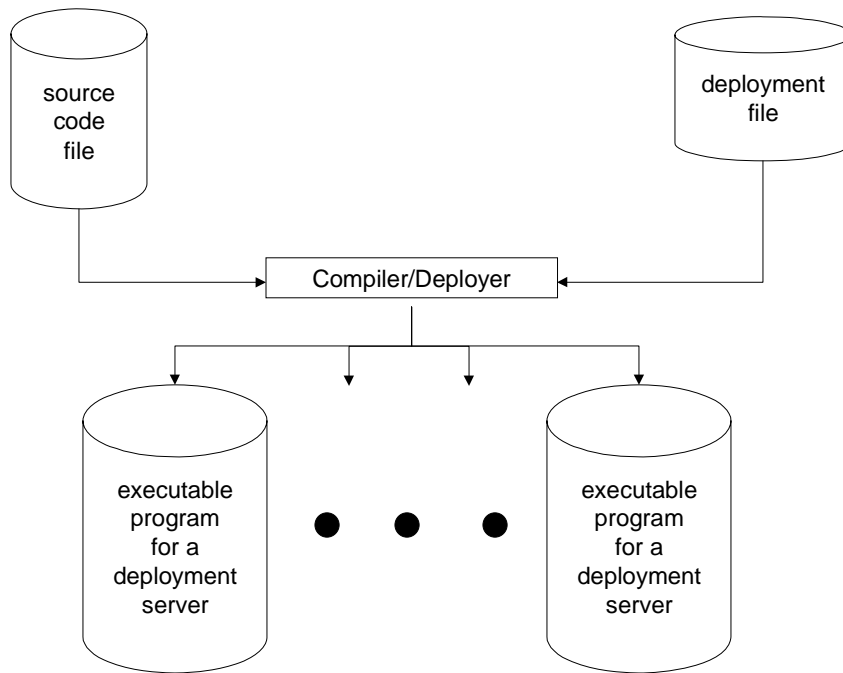 source
code
file
deployment
file
Compiler/Deployer
executable
program
for a
deployment
server
executable
program
for a
deployment
server